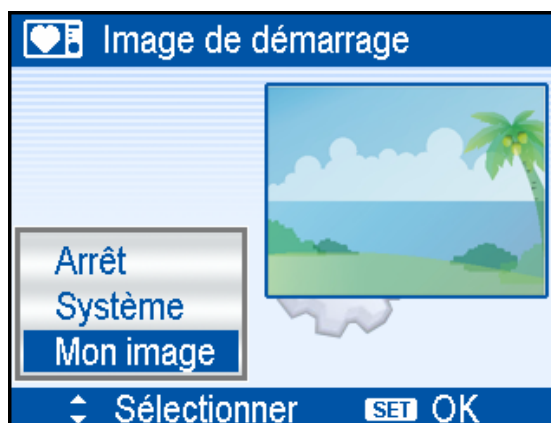 Image de démarrage
Arrêt
Système
Mon image
Sélectionner SET OK